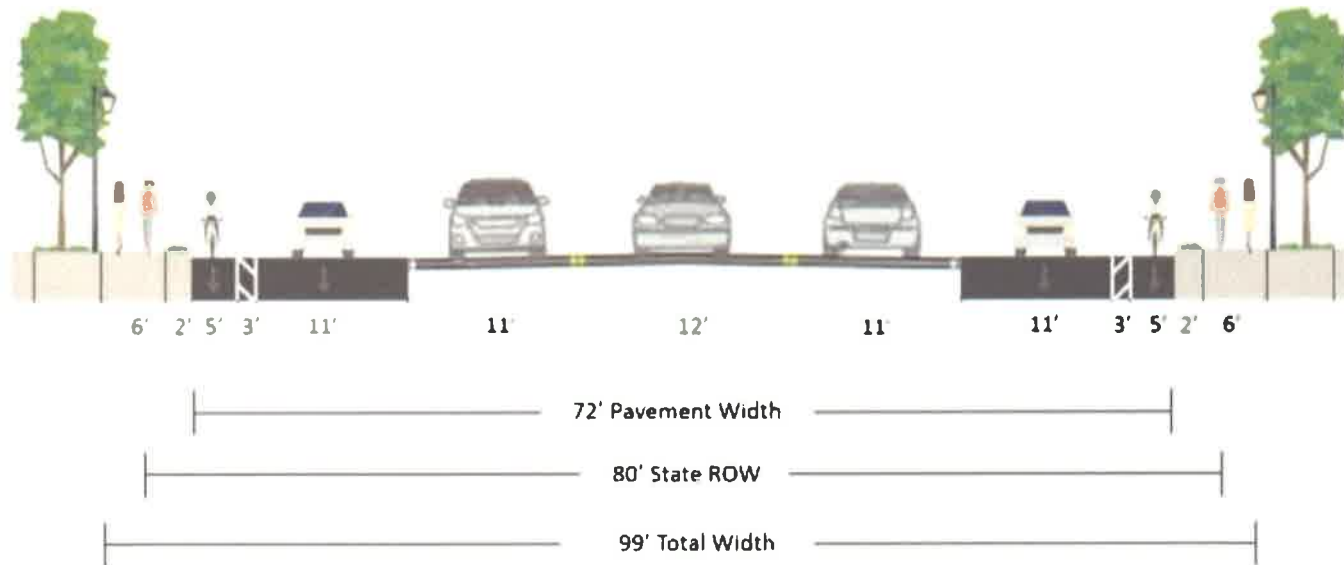 6' 2' 5' 3' 11' 11' 12' 11' 11' 3' 5' 2' 6'
72' Pavement Width
80' State ROW
99' Total Width